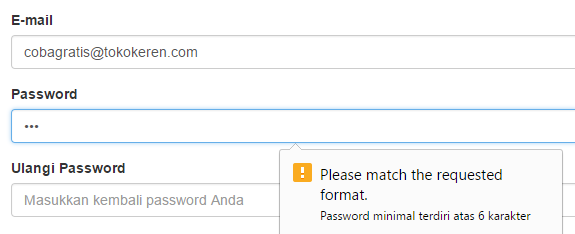 E-mail
cobagratis@tokokeren.com
Password
•••
Please match the requested
format.
Password minimal terdiri atas 6 karakter
Ulangi Password
Masukkan kembali password Anda